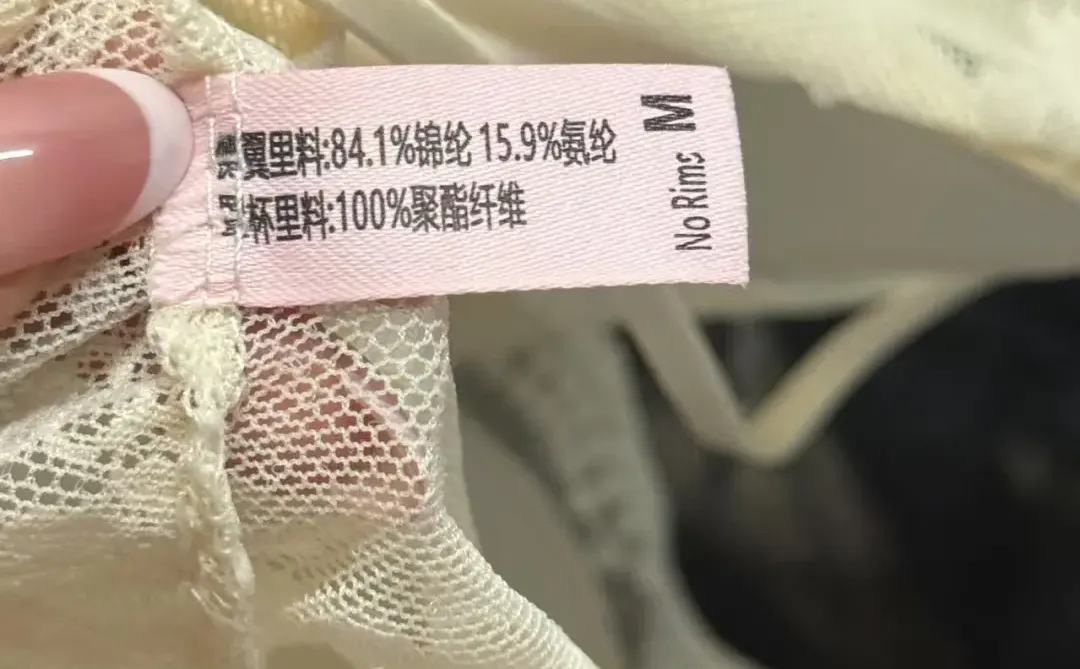 翼里料:84.1%锦纶 15.9%氨纶
杯里料:100%聚酯纤维
No Rims M